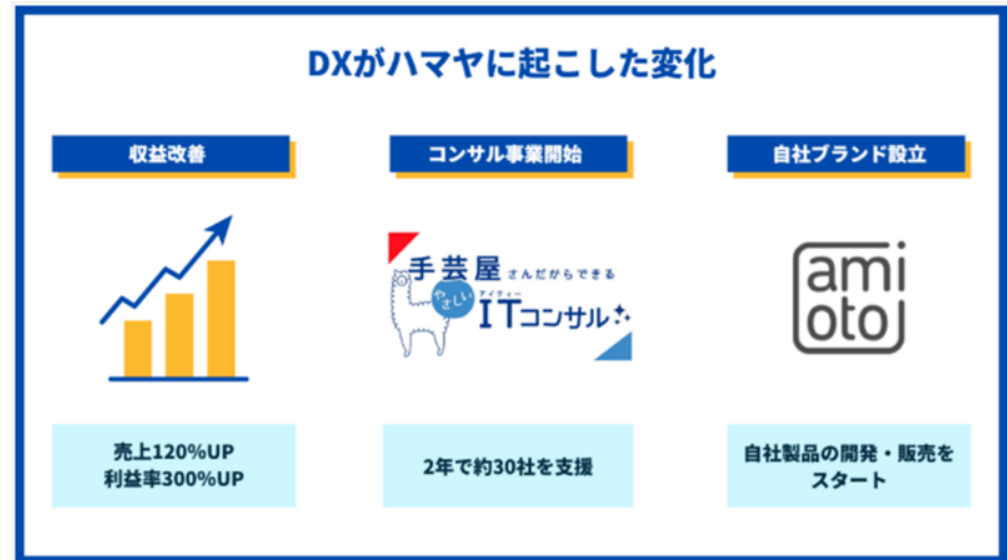 DXがハマヤに起こした変化
収益改善
コンサル事業開始
自社ブランド設立
手芸屋さんだからできる
やさしい
アイティー
ITコンサル
ami
oto
売上120%UP
利益率300%UP
2年で約30社を支援
自社製品の開発・販売を
スタート